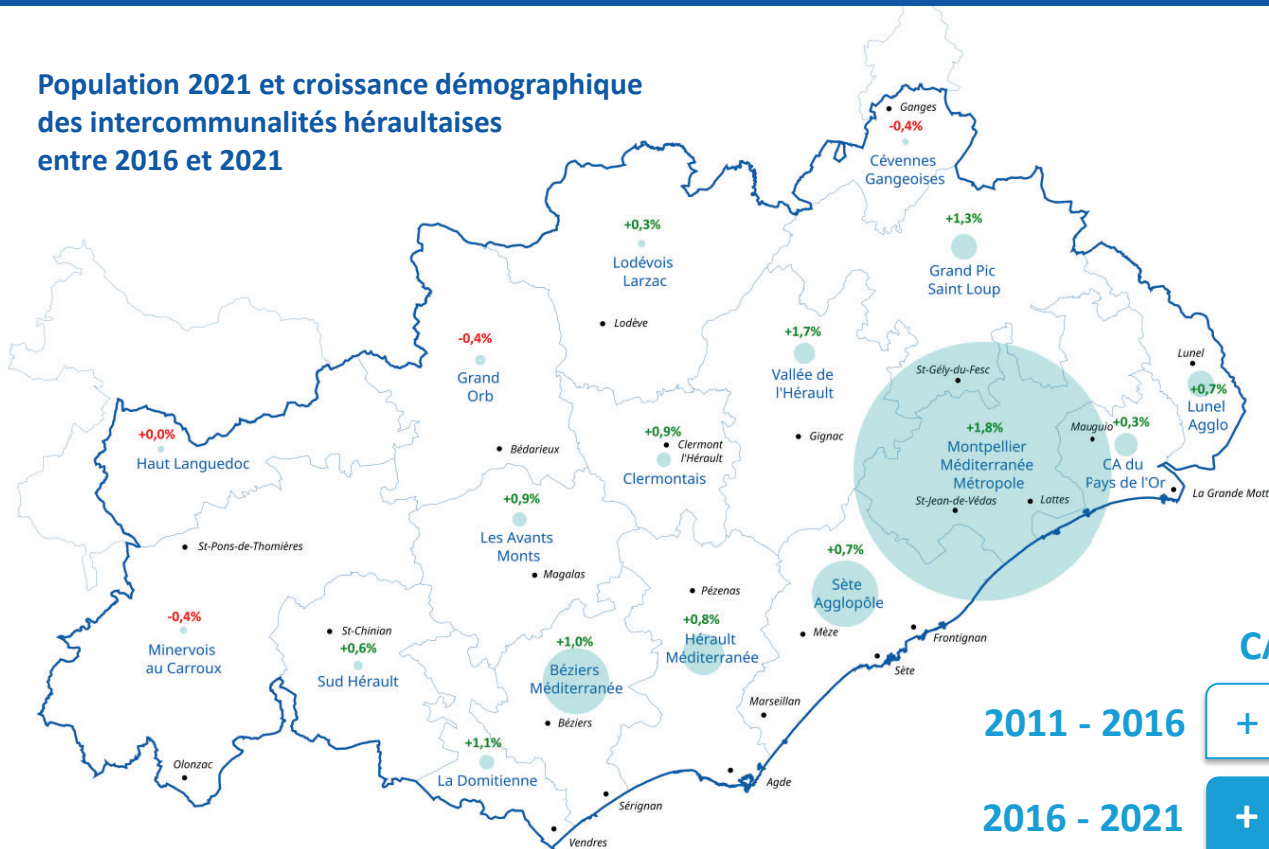 Population 2021 et croissance démographique
des intercommunalités héraultaises
entre 2016 et 2021
Ganges
-0,4%
Cévennes
Gangeoises
+0,3%
Lodévois
Larzac
Lodève
+1,3%
Grand Pic
Saint Loup
-0,4%
Grand
Orb
Bédarieux
+1,7%
Vallée de
l'Hérault
Gignac
St-Gély-du-Fesc
+1,8%
Montpellier
Méditerranée
Métropole
St-Jean-de-Védas
Lattes
Lunel
+0,7%
Lunel
Agglo
Mauguio
+0,3%
CA du
Pays de l'Or
La Grande Mott
+0,0%
Haut Languedoc
+0,9%
Clermont
l'Hérault
Clermontais
+0,9%
Les Avants
Monts
Magalas
St-Pons-de-Thomières
-0,4%
Minervois
au Carroux
Olonzac
St-Chinian
+0,6%
Sud Hérault
+1,0%
Béziers
Méditerranée
Béziers
Pézenas
+0,8%
Hérault
Méditerranée
+0,7%
Sète
Agglopôle
Mèze
Frontignan
Sète
Marseillan
Agde
+1,1%
La Domitienne
Sérignan
Vendres
CA
2011 - 2016
+
2016 - 2021
+